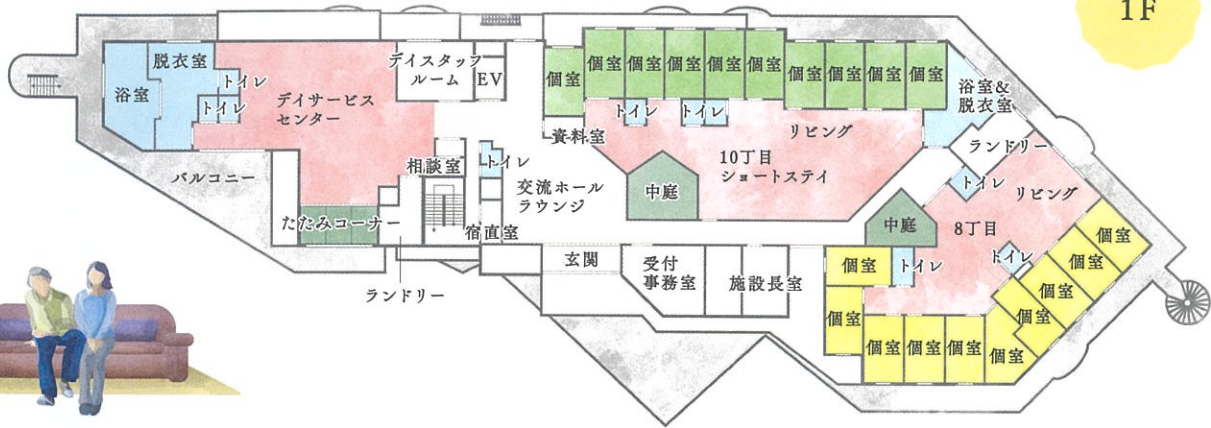 1F
脱衣室
浴室
トイレ
トイレ
デイサービス
センター
デイスタッフ
ルーム
EV
個室
個室
個室
個室
個室
個室
個室
個室
個室
浴室&
脱衣室
トイレ
トイレ
リビング
資料室
10丁目
ショートステイ
中庭
ランドリー
トイレ
リビング
バルコニー
相談室
トイレ
交流ホール
ラウンジ
中庭
8丁目
たたみコーナー
宿直室
ランドリー
玄関
受付
事務室
施設長室
個室
トイレ
トイレ
個室
個室
個室
個室
個室
個室
個室
個室
個室